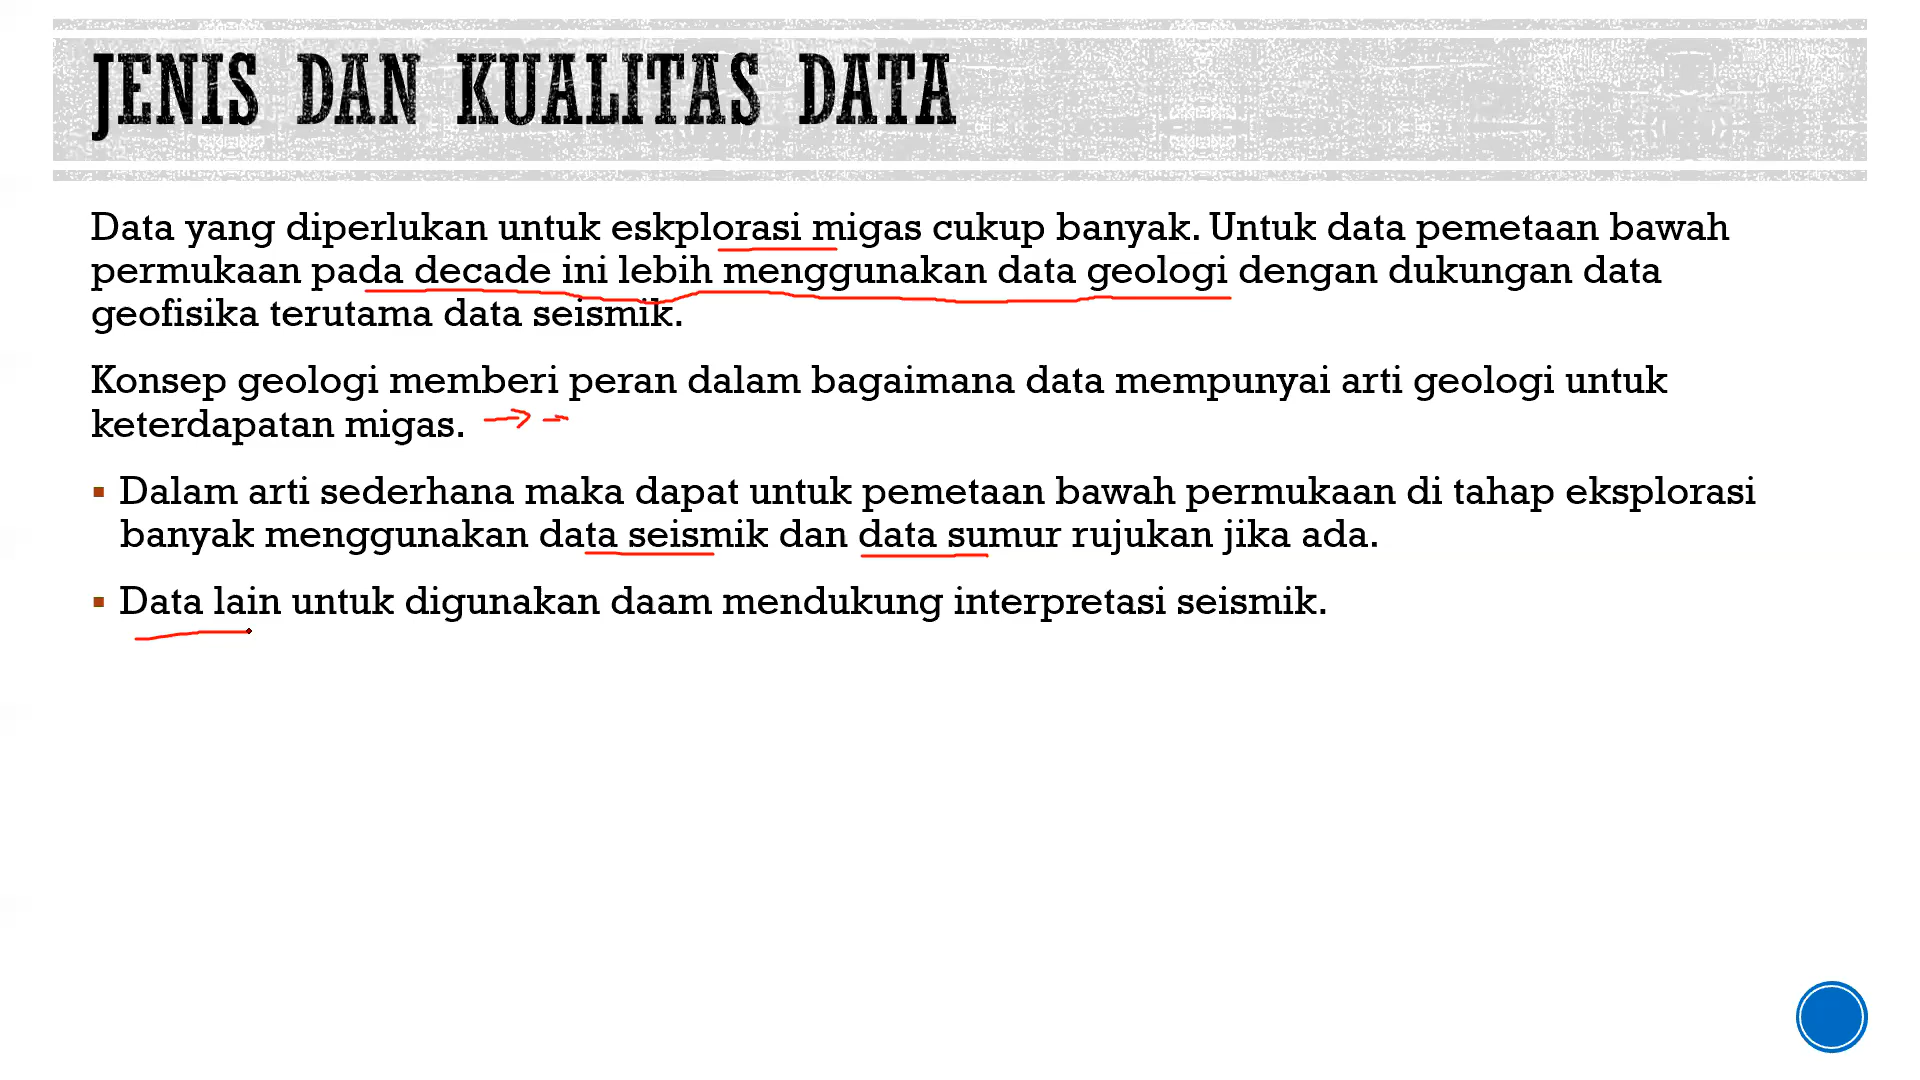 JENIS DAN KUALITAS DATA
Data yang diperlukan untuk eskplorasi migas cukup banyak. Untuk data pemetaan bawah
permukaan pada decade ini lebih menggunakan data geologi dengan dukungan data
geofisika terutama data seismik.
Konsep geologi memberi peran dalam bagaimana data mempunyai arti geologi untuk
keterdapatan migas.
▪ Dalam arti sederhana maka dapat untuk pemetaan bawah permukaan di tahap eksplorasi
banyak menggunakan data seismik dan data sumur rujukan jika ada.
▪ Data lain untuk digunakan daam mendukung interpretasi seismik.